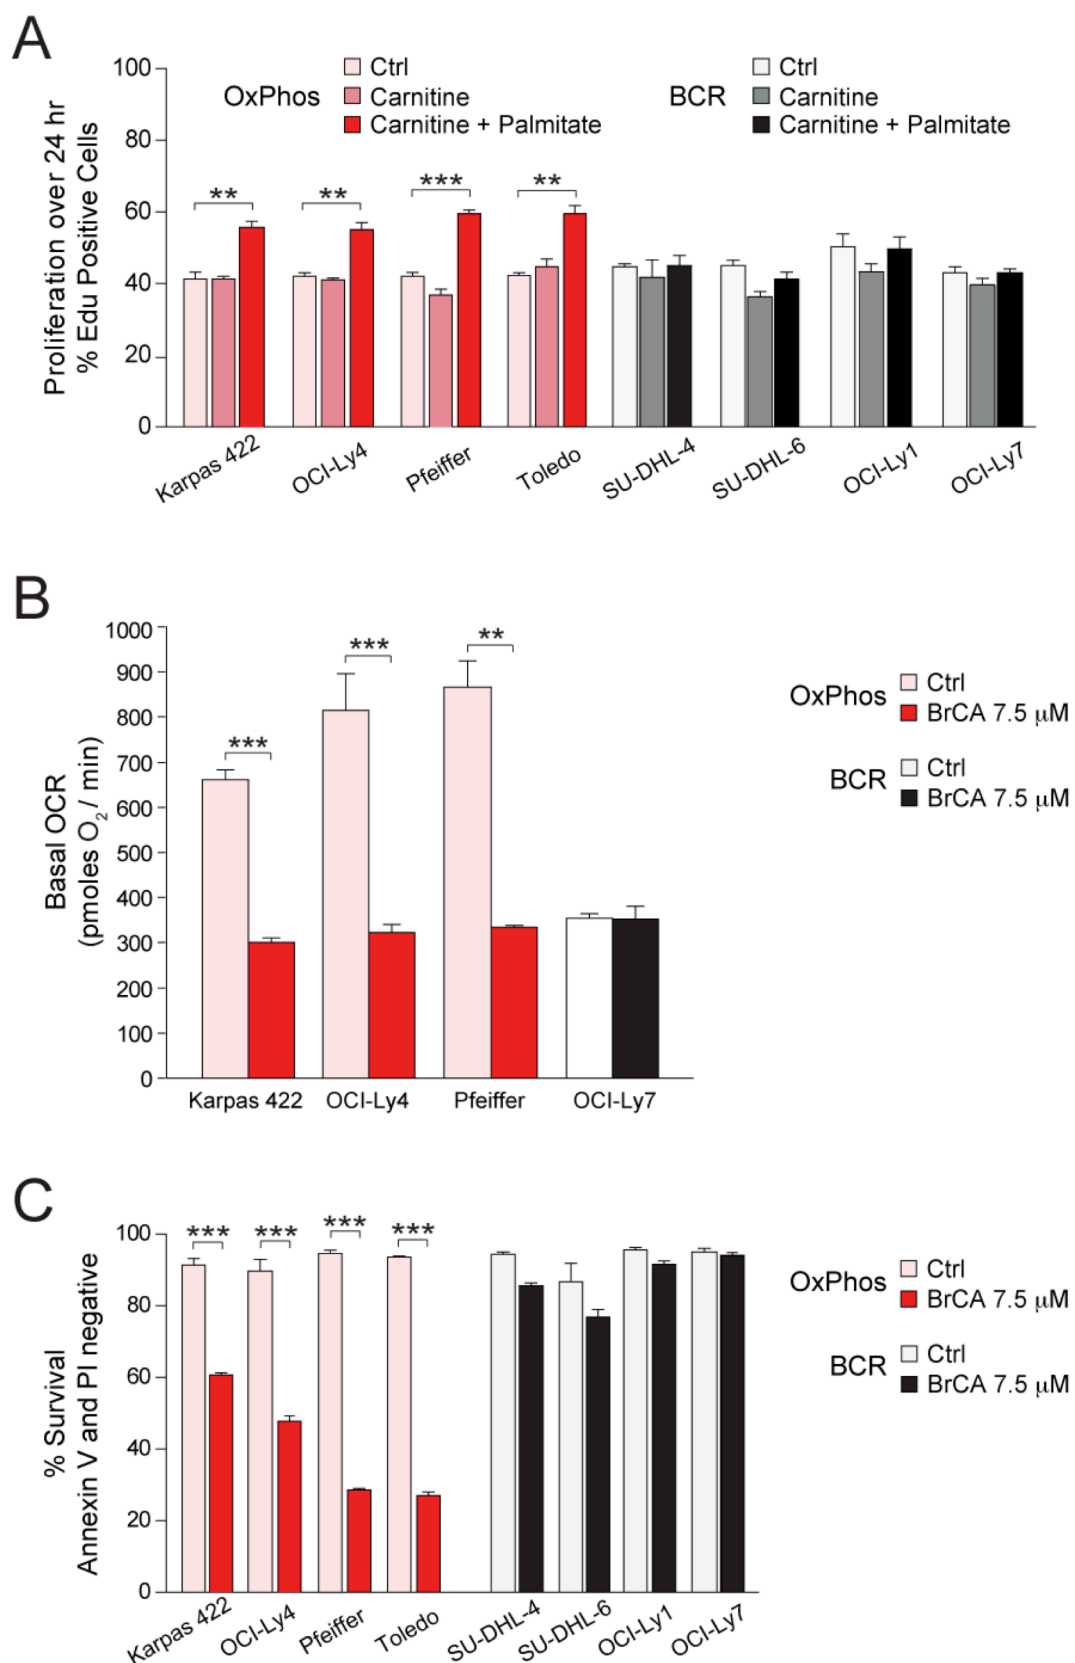 A
Proliferation over 24 hr
% Edu Positive Cells
100
80
60
40
20
0
OxPhos
Ctrl
Carnitine
Carnitine + Palmitate
BCR
Ctrl
Carnitine
Carnitine + Palmitate
**
**
***
**
Karpas 422
OCI-Ly4
Pfeiffer
Toledo
SU-DHL-4
SU-DHL-6
OCI-Ly1
OCI-Ly7
B
Basal OCR
(pmoles O₂ / min)
1000
900
800
700
600
500
400
300
200
100
0
***
***
**
Karpas 422
OCI-Ly4
Pfeiffer
OCI-Ly7
OxPhos
Ctrl
BrCA 7.5 μM
BCR
Ctrl
BrCA 7.5 μM
C
% Survival
Annexin V and PI negative
100
80
60
40
20
0
***
***
***
***
Karpas 422
OCI-Ly4
Pfeiffer
Toledo
SU-DHL-4
SU-DHL-6
OCI-Ly1
OCI-Ly7
OxPhos
Ctrl
BrCA 7.5 μM
BCR
Ctrl
BrCA 7.5 μM